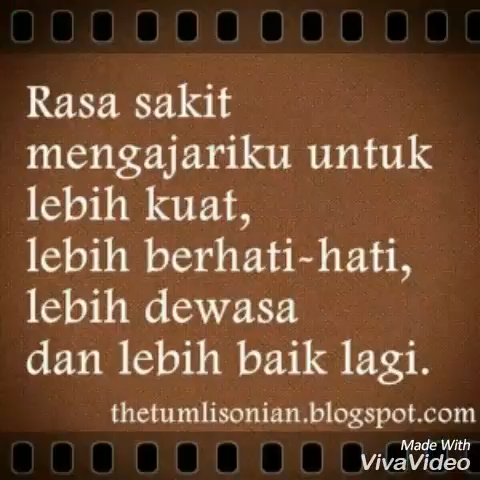 Rasa sakit
mengajariku untuk
lebih kuat,
lebih berhati-hati,
lebih dewasa
dan lebih baik lagi.
thetumlisonian.blogspot.com
Made With
VivaVideo